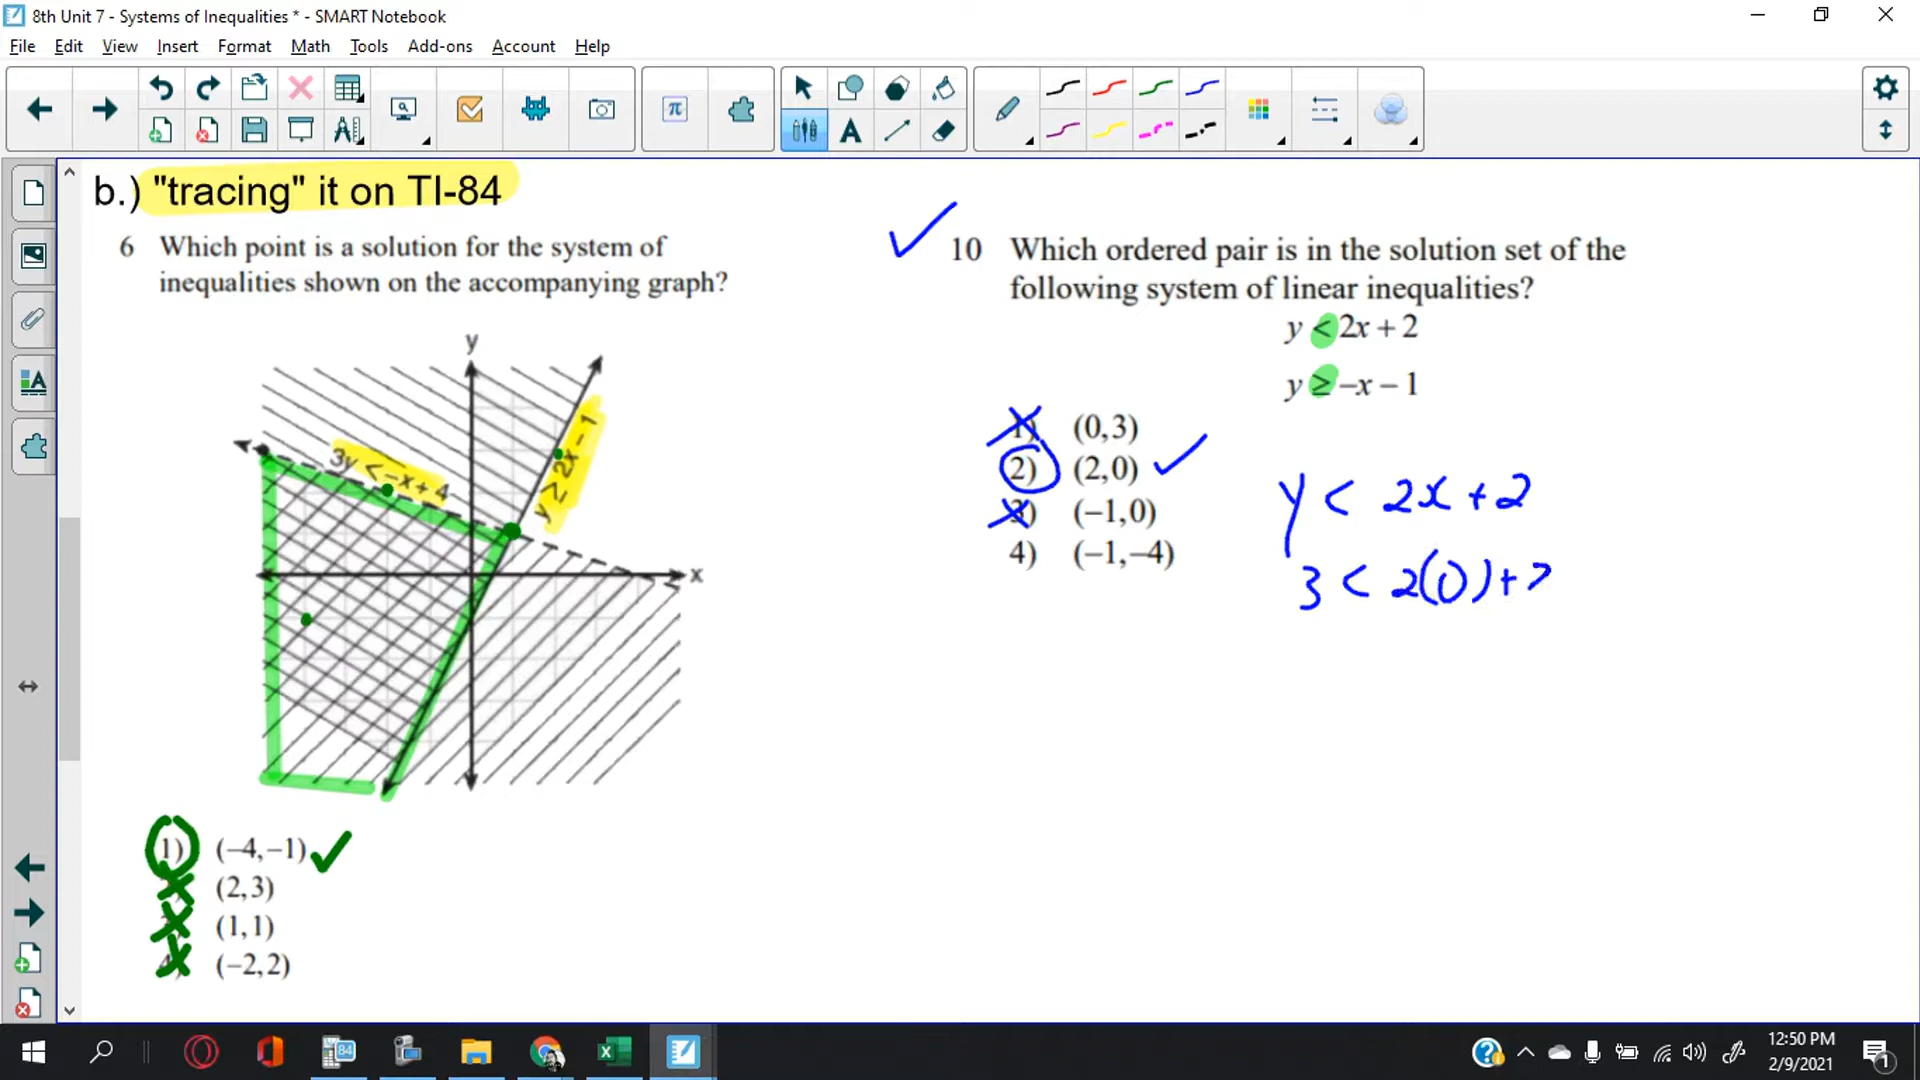 8th Unit 7 - Systems of Inequalities * - SMART Notebook
File Edit View Insert Format Math Tools Add-ons Account Help
b.) "tracing" it on TI-84
6 Which point is a solution for the system of
inequalities shown on the accompanying graph?
y
3y < -x + 4
y ≥ 2x - 1
x
1) (-4,-1)
(2,3)
(1,1)
(-2,2)
10 Which ordered pair is in the solution set of the
following system of linear inequalities?
y < 2x + 2
y ≥ -x - 1
1) (0,3)
2) (2,0)
3) (-1,0)
4) (-1,-4)
y < 2x + 2
3 < 2(0) + 2
84
12:50 PM
2/9/2021
1